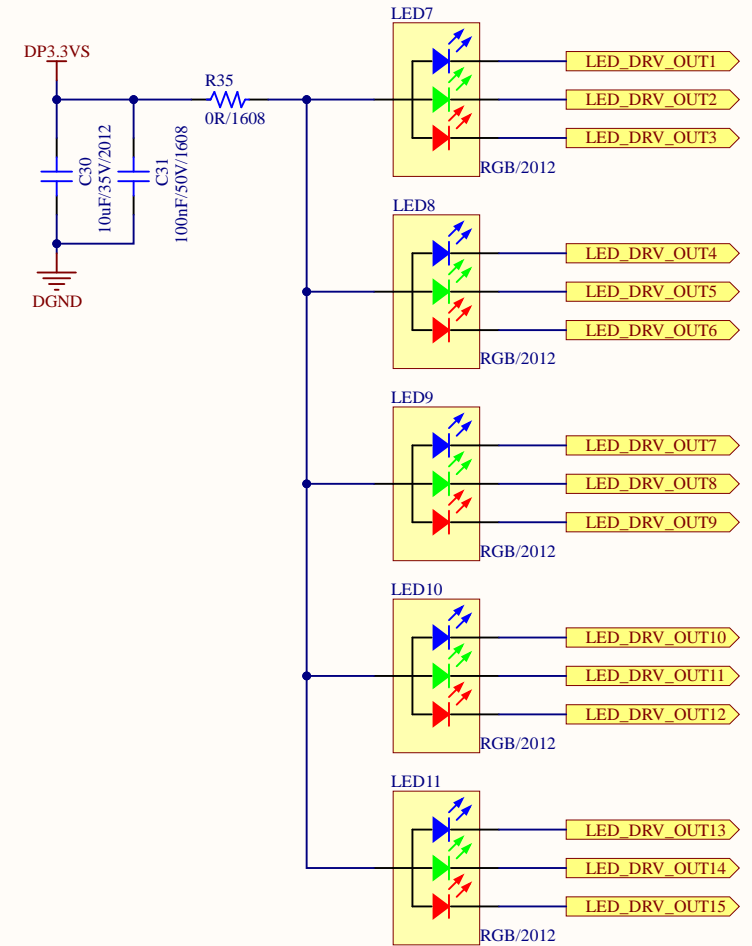 DP3.3VS
C30
10uF/35V/2012
C31
100nF/50V/1608
DGND
R35
0R/1608
LED7
LED_DRV_OUT1
LED_DRV_OUT2
LED_DRV_OUT3
RGB/2012
LED8
LED_DRV_OUT4
LED_DRV_OUT5
LED_DRV_OUT6
RGB/2012
LED9
LED_DRV_OUT7
LED_DRV_OUT8
LED_DRV_OUT9
RGB/2012
LED10
LED_DRV_OUT10
LED_DRV_OUT11
LED_DRV_OUT12
RGB/2012
LED11
LED_DRV_OUT13
LED_DRV_OUT14
LED_DRV_OUT15
RGB/2012